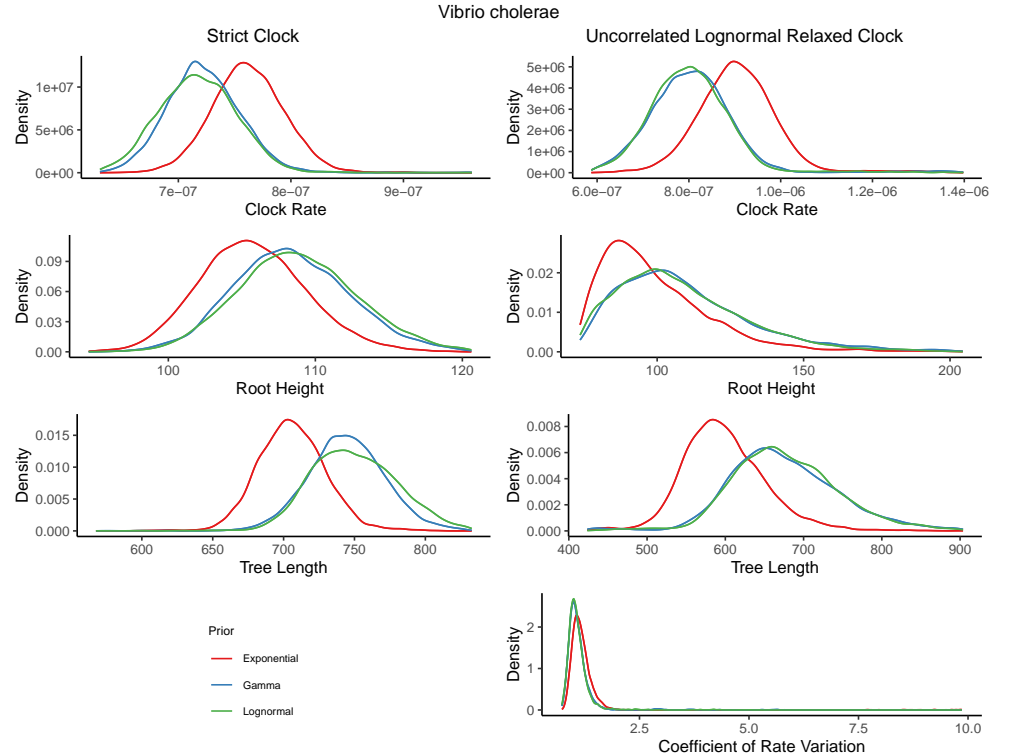 Vibrio cholerae
Strict Clock
Uncorrelated Lognormal Relaxed Clock
Density
1e+07
5e+06
0e+00
7e−07 8e−07 9e−07
Clock Rate
Density
5e+06
4e+06
3e+06
2e+06
1e+06
0e+00
6.0e−07 8.0e−07 1.0e−06 1.2e−06 1.4e−06
Clock Rate
Density
0.09
0.06
0.03
0.00
100 110 120
Root Height
Density
0.02
0.01
0.00
100 150 200
Root Height
Density
0.015
0.010
0.005
0.000
600 650 700 750 800
Tree Length
Density
0.008
0.006
0.004
0.002
0.000
400 500 600 700 800 900
Tree Length
Prior
Exponential
Gamma
Lognormal
Density
2
1
0
2.5 5.0 7.5 10.0
Coefficient of Rate Variation